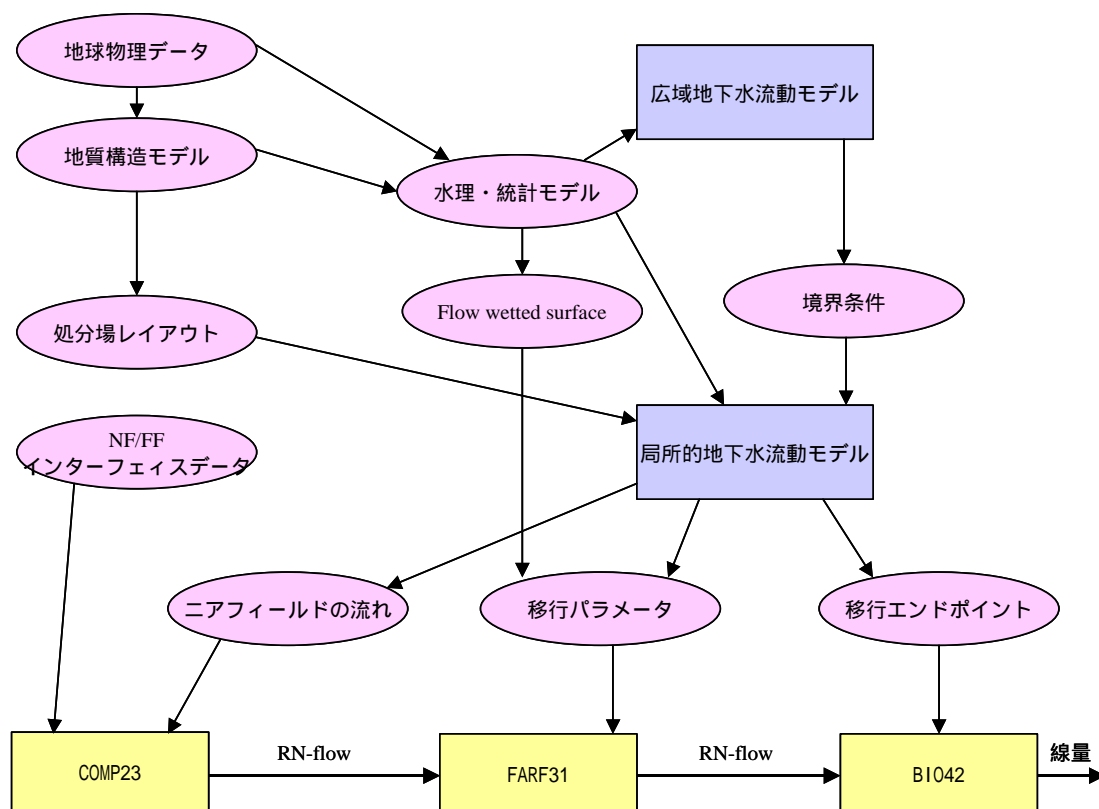 地球物理データ
広域地下水流動モデル
地質構造モデル
水理・統計モデル
Flow wetted surface
境界条件
処分場レイアウト
NF/FF
インターフェィスデータ
局所的地下水流動モデル
ニアフィールドの流れ
移行パラメータ
移行エンドポイント
COMP23
RN-flow
FARF31
RN-flow
BIO42
線量